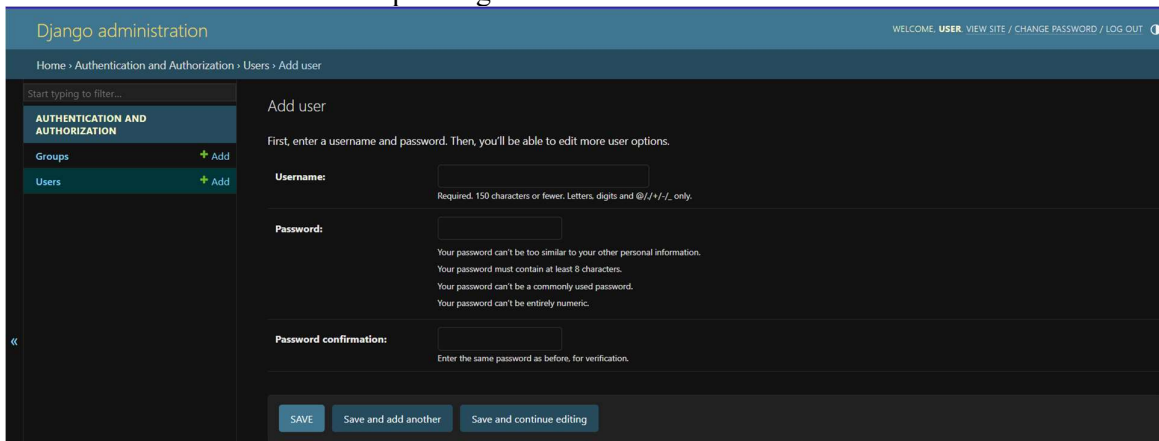 Django administration
WELCOME, USER. VIEW SITE / CHANGE PASSWORD / LOG OUT
Home › Authentication and Authorization › Users › Add user
Start typing to filter...
AUTHENTICATION AND
AUTHORIZATION
Groups + Add
Users + Add
«
Add user
First, enter a username and password. Then, you'll be able to edit more user options.
Username:
Required. 150 characters or fewer. Letters, digits and @/./+/-/_ only.
Password:
Your password can't be too similar to your other personal information.
Your password must contain at least 8 characters.
Your password can't be a commonly used password.
Your password can't be entirely numeric.
Password confirmation:
Enter the same password as before, for verification.
SAVE Save and add another Save and continue editing